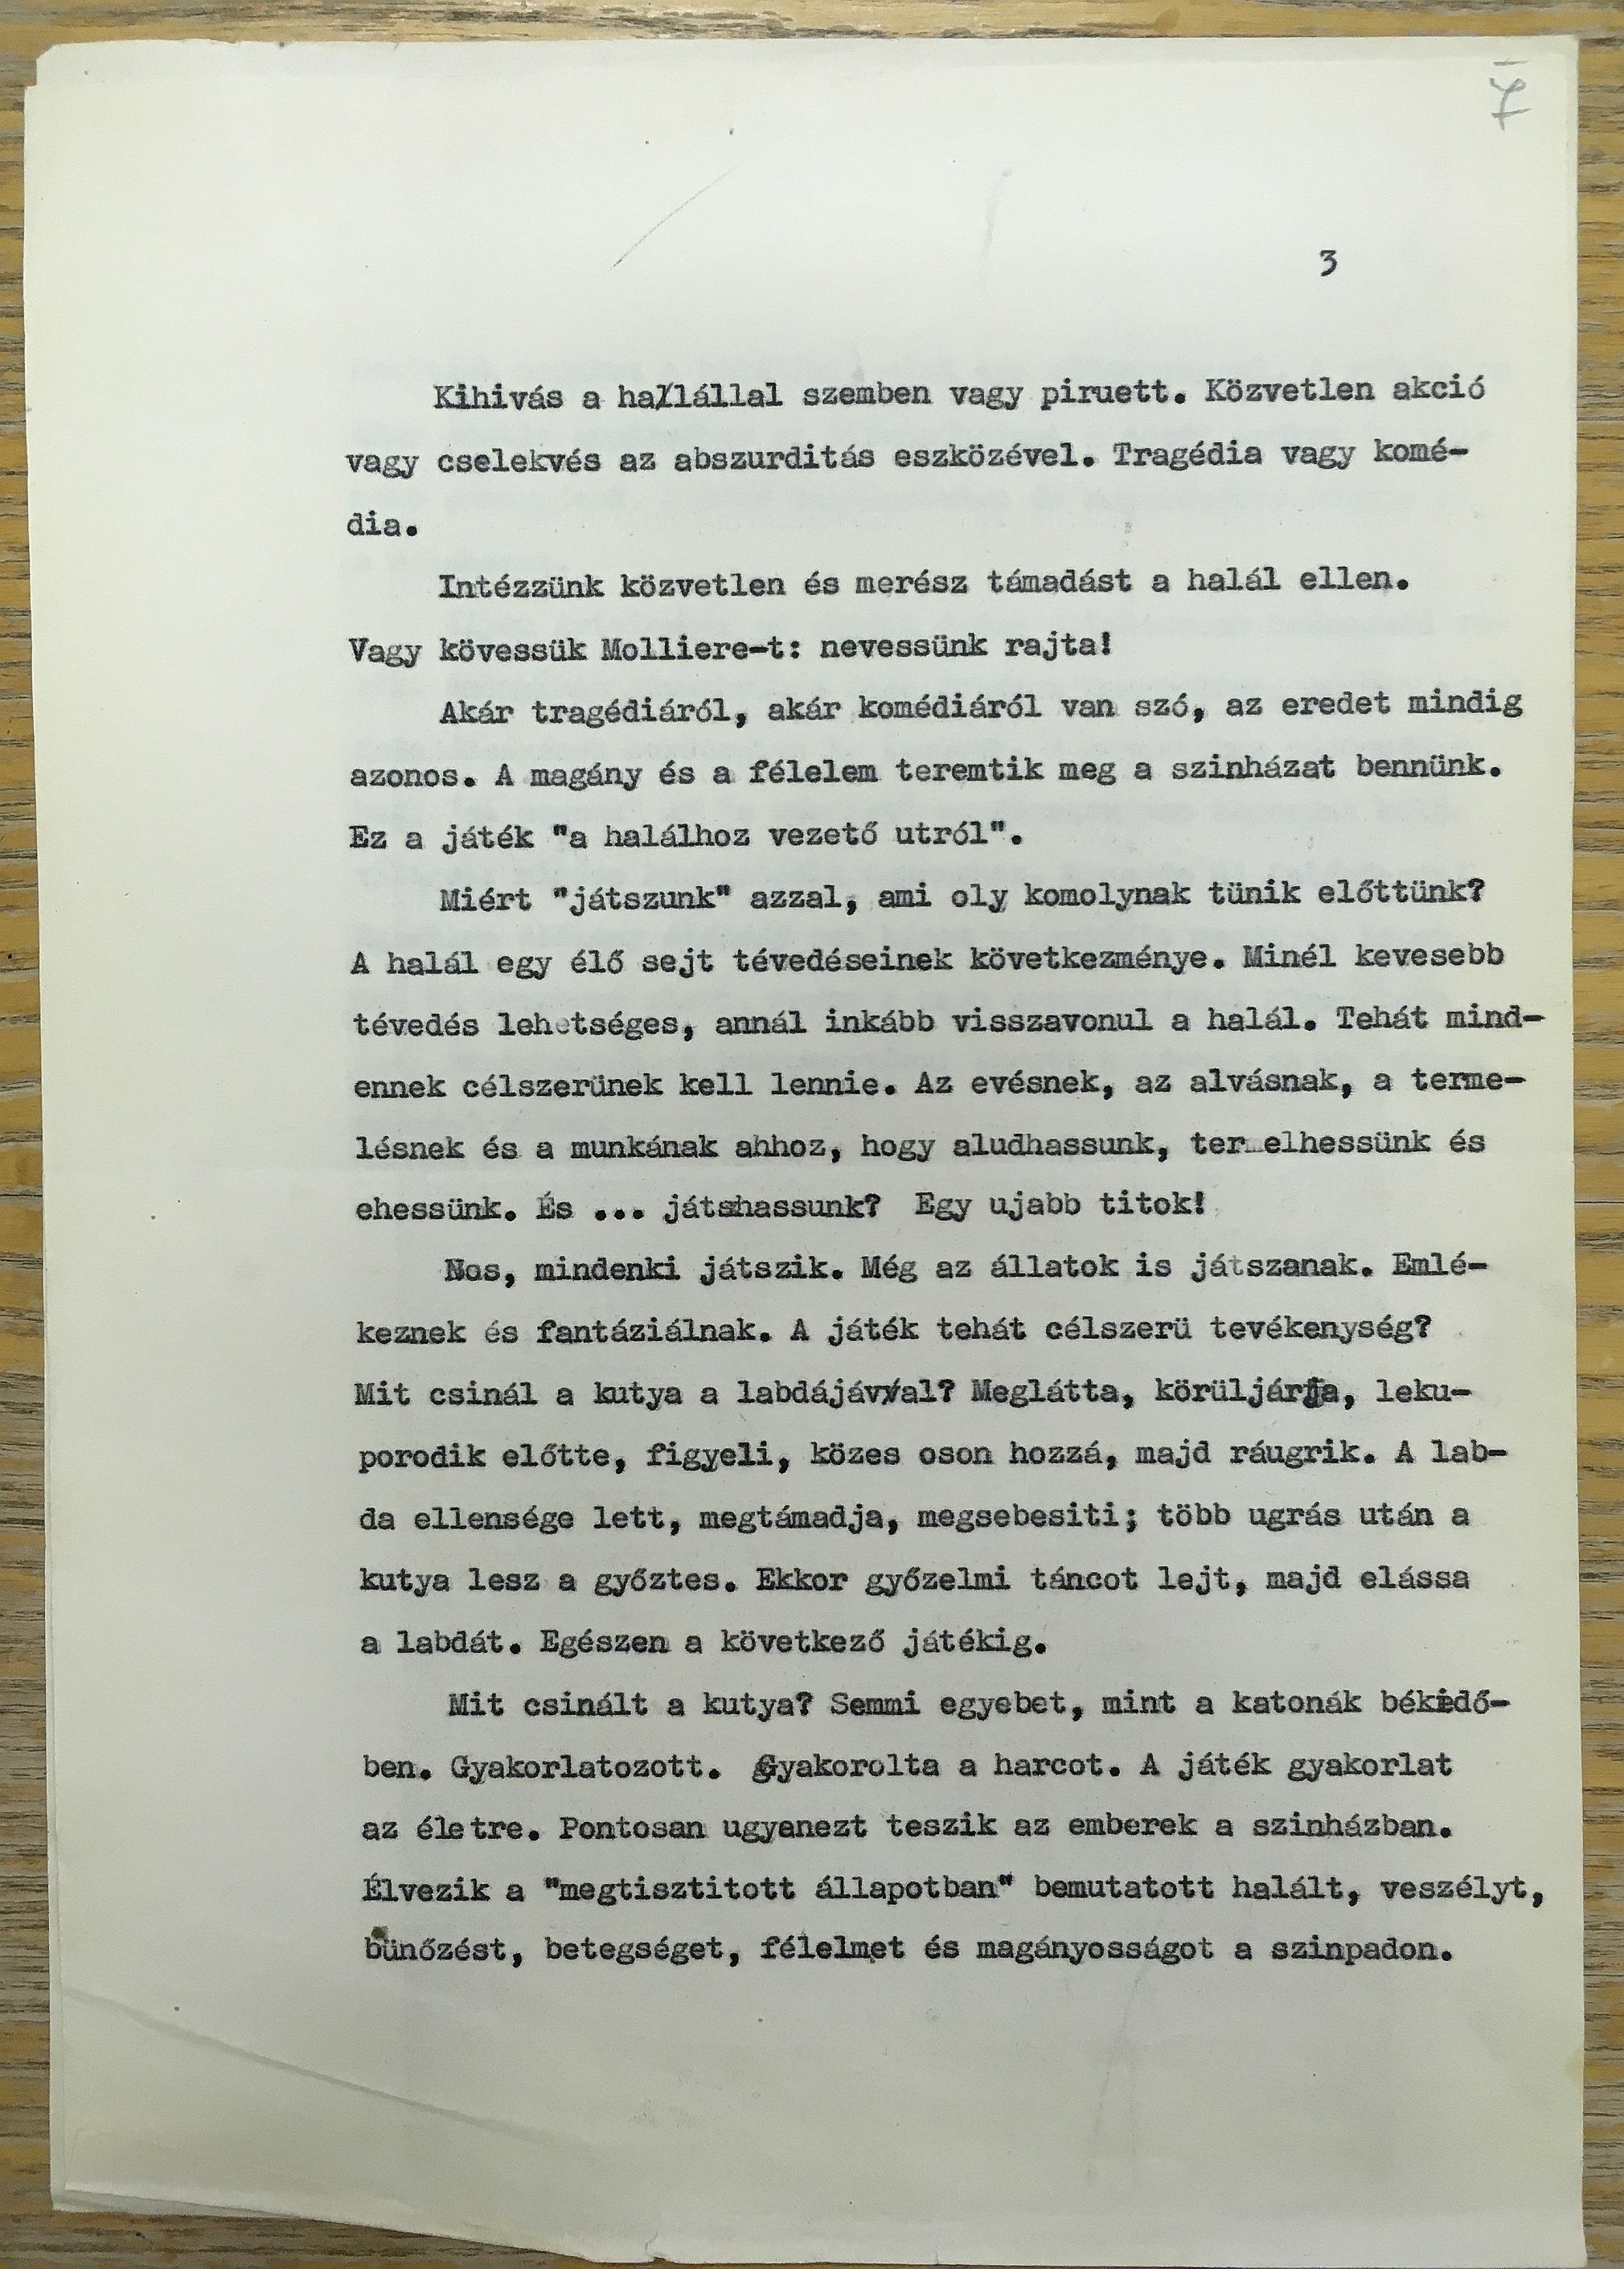 7
3
Kihivás a halállal szemben vagy piruett. Közvetlen akció
vagy cselekvés az abszurditás eszközével. Tragédia vagy komé-
dia.
Intézzünk közvetlen és merész támadást a halál ellen.
Vagy kövessük Molliere-t: nevessünk rajta!
Akár tragédiáról, akár komédiáról van szó, az eredet mindig
azonos. A magány és a félelem teremtik meg a szinházat bennünk.
Ez a játék "a halálhoz vezető utról".
Miért "játszunk" azzal, ami oly komolynak tünik előttünk?
A halál egy élő sejt tévedéseinek következménye. Minél kevesebb
tévedés lehetséges, annál inkább visszavonul a halál. Tehát mind-
ennek célszerünek kell lennie. Az evésnek, az alvásnak, a terme-
lésnek és a munkának ahhoz, hogy aludhassunk, termelhessünk és
ehessünk. És ... játshassunk? Egy ujabb titok!
Nos, mindenki játszik. Még az állatok is játszanak. Emlé-
keznek és fantáziálnak. A játék tehát célszerü tevékenység?
Mit csinál a kutya a labdájával? Meglátta, körüljárja, leku-
porodik előtte, figyeli, közes oson hozzá, majd ráugrik. A lab-
da ellensége lett, megtámadja, megsebesiti; több ugrás után a
kutya lesz a győztes. Ekkor győzelmi táncot lejt, majd elássa
a labdát. Egészen a következő játékig.
Mit csinált a kutya? Semmi egyebet, mint a katonák békedő-
ben. Gyakorlatozott. Gyakorolta a harcot. A játék gyakorlat
az életre. Pontosan ugyanezt teszik az emberek a szinházban.
Élvezik a "megtisztitott állapotban" bemutatott halált, veszélyt,
bünőzést, betegséget, félelmet és magányosságot a szinpadon.